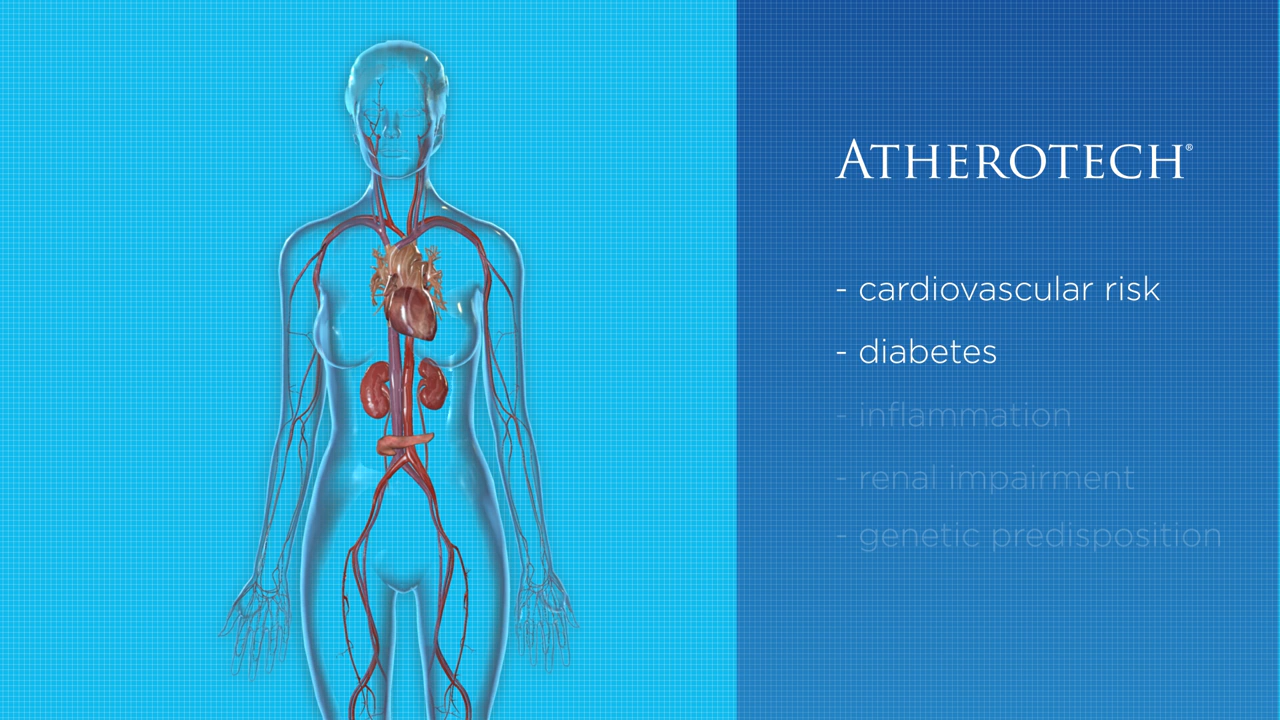 ATHEROTECH®
- cardiovascular risk
- diabetes
- inflammation
- renal impairment
- genetic predisposition